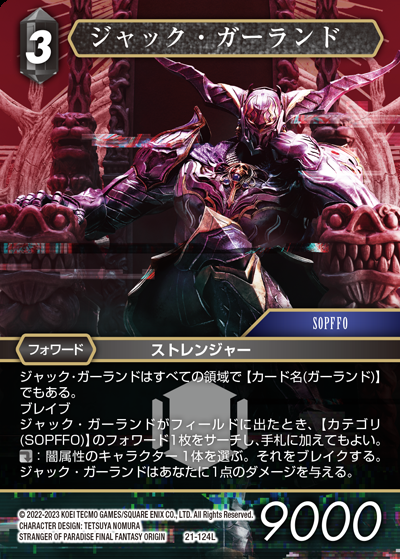 3
ジャック・ガーランド
SOPFFO
フォワード
ストレンジャー
ジャック・ガーランドはすべての領域で【カード名(ガーランド)】
でもある。
ブレイブ
ジャック・ガーランドがフィールドに出たとき、【カテゴリ
(SOPFFO)】のフォワード1枚をサーチし、手札に加えてもよい。
：闇属性のキャラクター1体を選ぶ。それをブレイクする。
ジャック・ガーランドはあなたに1点のダメージを与える。
© 2022-2023 KOEI TECMO GAMES/SQUARE ENIX CO., LTD. All Rights Reserved.
CHARACTER DESIGN: TETSUYA NOMURA
STRANGER OF PARADISE FINAL FANTASY ORIGIN
21-124L
9000